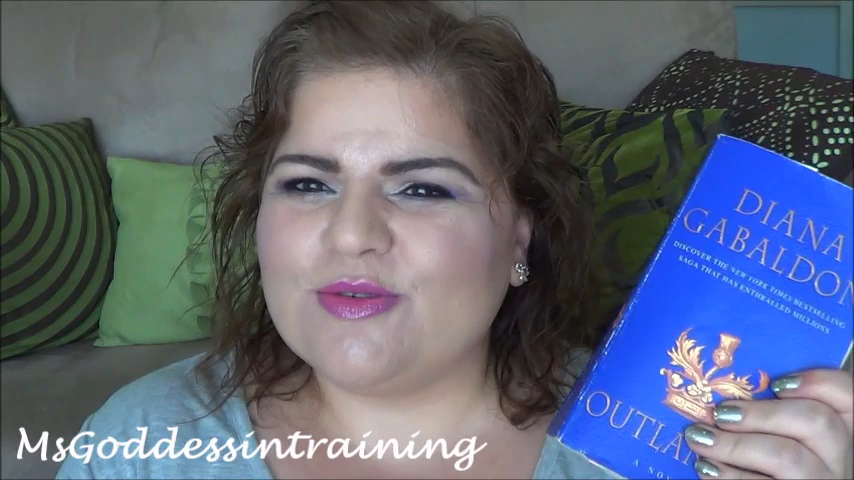 DIANA
GABALDON
DISCOVER THE NEW YORK TIMES BESTSELLING
SAGA THAT HAS ENTHRALLED MILLIONS
MsGoddessintraining